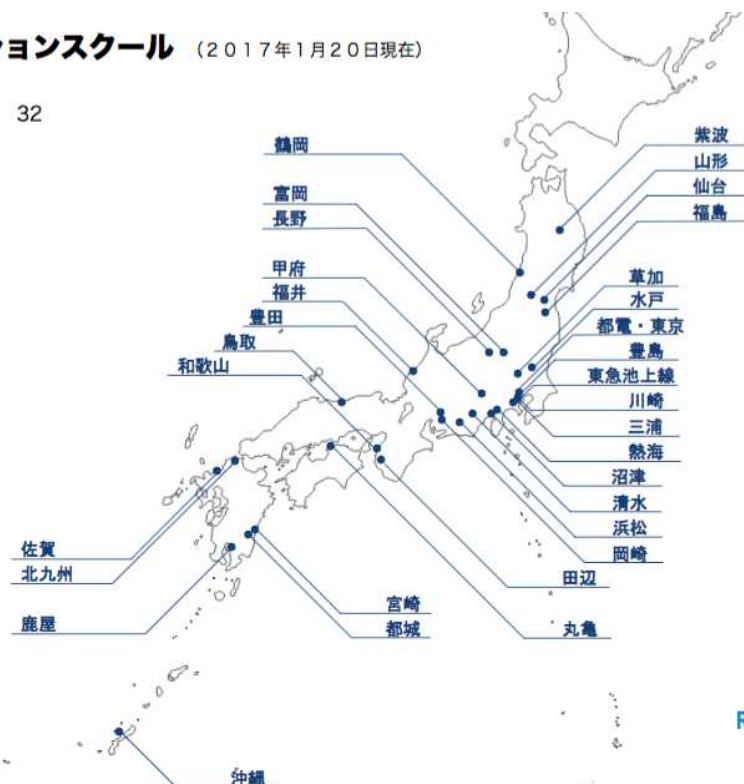 ョンスクール （２０１７年１月２０日現在）
32
鶴岡
富岡
長野
甲府
福井
豊田
鳥取
和歌山
紫波
山形
仙台
福島
草加
水戸
都電・東京
豊島
東急池上線
川崎
三浦
熱海
沼津
清水
浜松
岡崎
田辺
丸亀
佐賀
北九州
鹿屋
宮崎
都城
沖縄
R